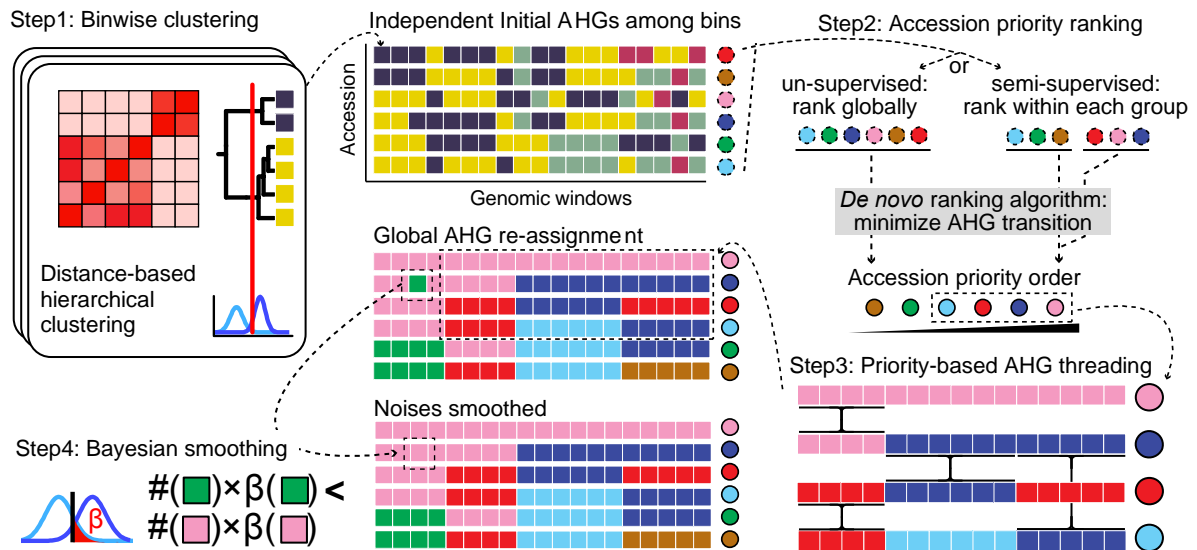 Step1: Binwise clustering
Distance-based
hierarchical
clustering
Independent Initial AHGs among bins
Accession
Genomic windows
Step2: Accession priority ranking
or
un-supervised:
rank globally
semi-supervised:
rank within each group
De novo ranking algorithm:
minimize AHG transition
Accession priority order
Step3: Priority-based AHG threading
Global AHG re-assignment
Noises smoothed
Step4: Bayesian smoothing
β
#( )×β( ) <
#( )×β( )